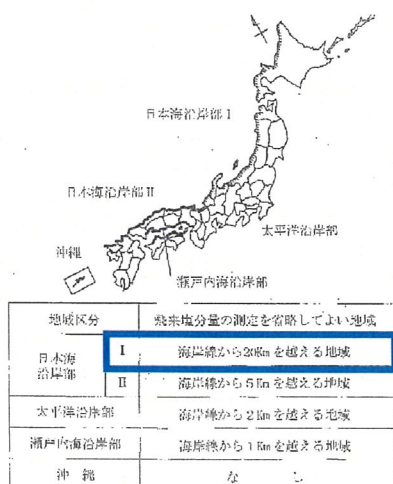 日本海沿岸部Ⅰ
日本海沿岸部Ⅱ
太平洋沿岸部
沖縄
瀬戸内海沿岸部
地域区分 飛来塩分量の測定を省略してよい地域
日本海沿岸部 Ⅰ 海岸線から20Kmを越える地域
Ⅱ 海岸線から5Kmを越える地域
太平洋沿岸部 海岸線から2Kmを越える地域
瀬戸内海沿岸部 海岸線から1Kmを越える地域
沖縄 なし